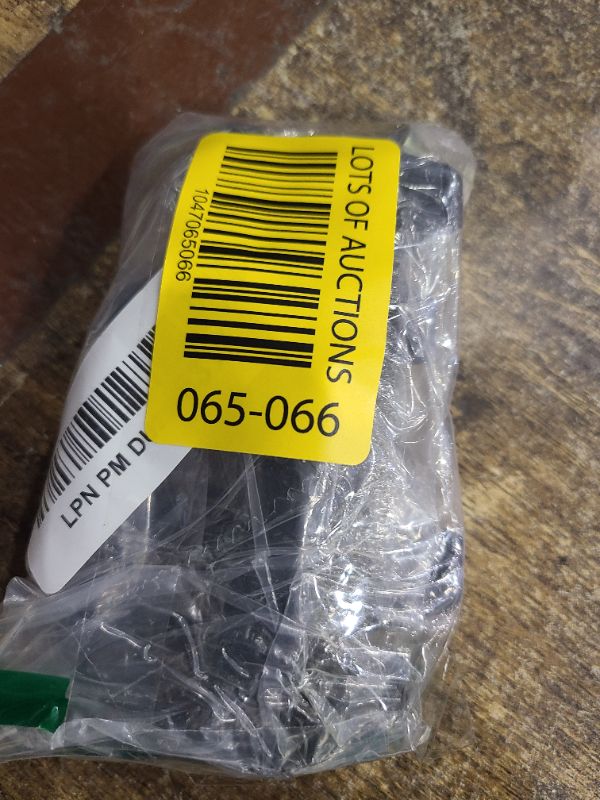 LOTS OF AUCTIONS
1047065066
065-066
LPN PM D